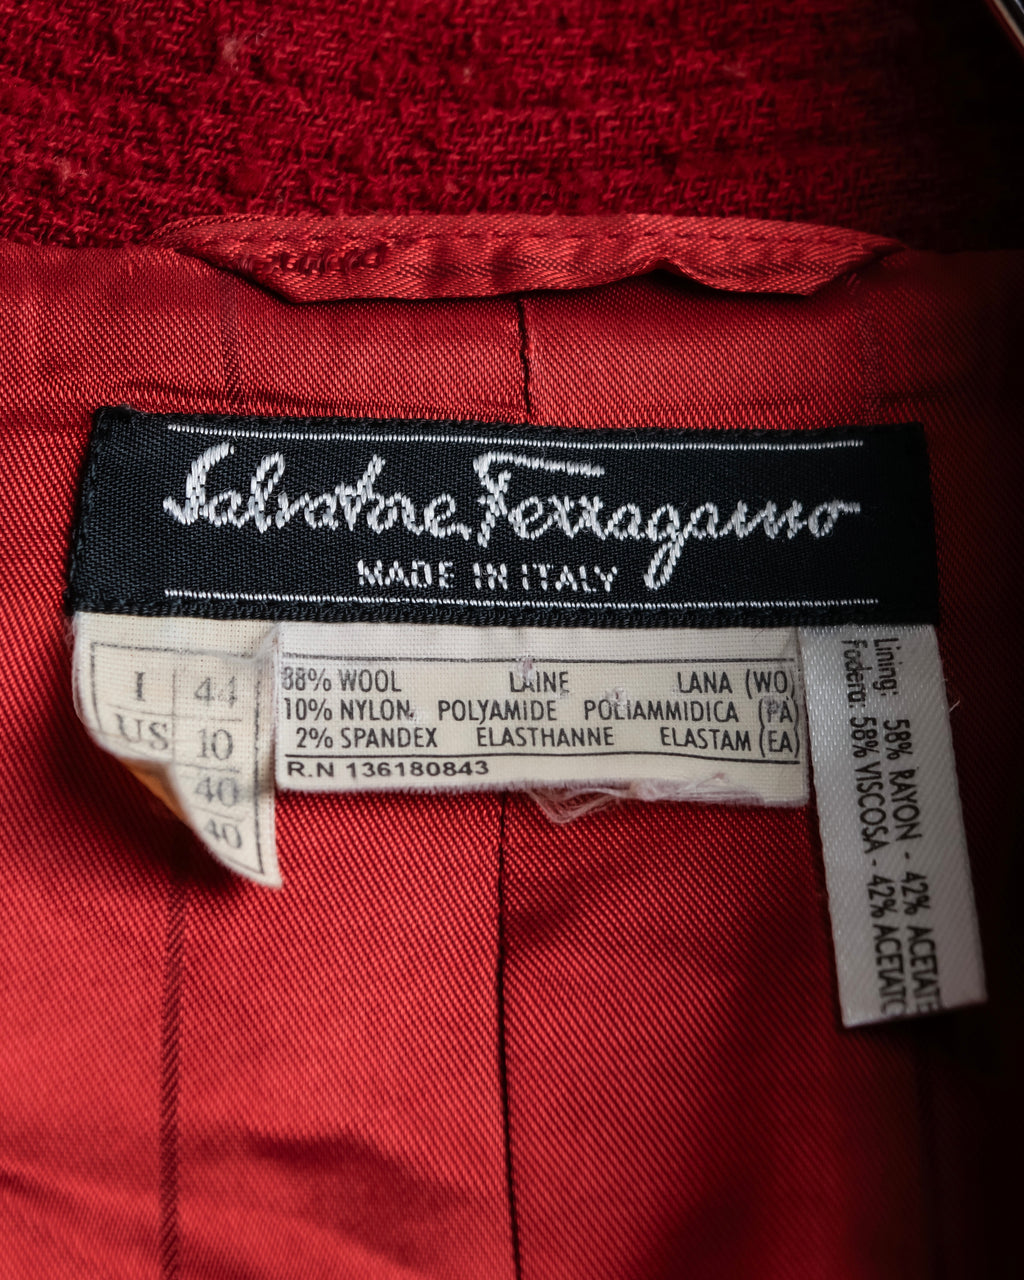 Salvatore Ferragamo
MADE IN ITALY
I 44
US 10
40
40
88% WOOL LAINE LANA (WO)
10% NYLON POLYAMIDE POLIAMMIDICA (PA)
2% SPANDEX ELASTHANNE ELASTAM (EA)
R.N 136180843
Lining: 58% RAYON - 42% ACETATE
Fodera: 58% VISCOSA - 42% ACETATO